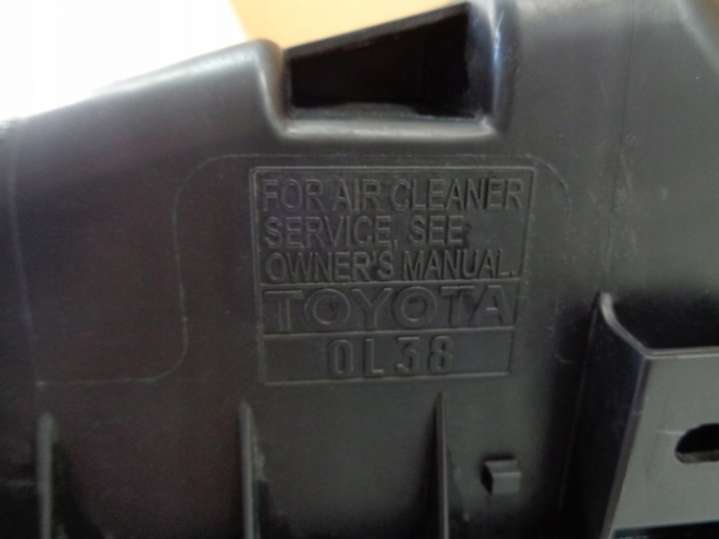 FOR AIR CLEANER
SERVICE, SEE
OWNER'S MANUAL.
TOYOTA
0L38